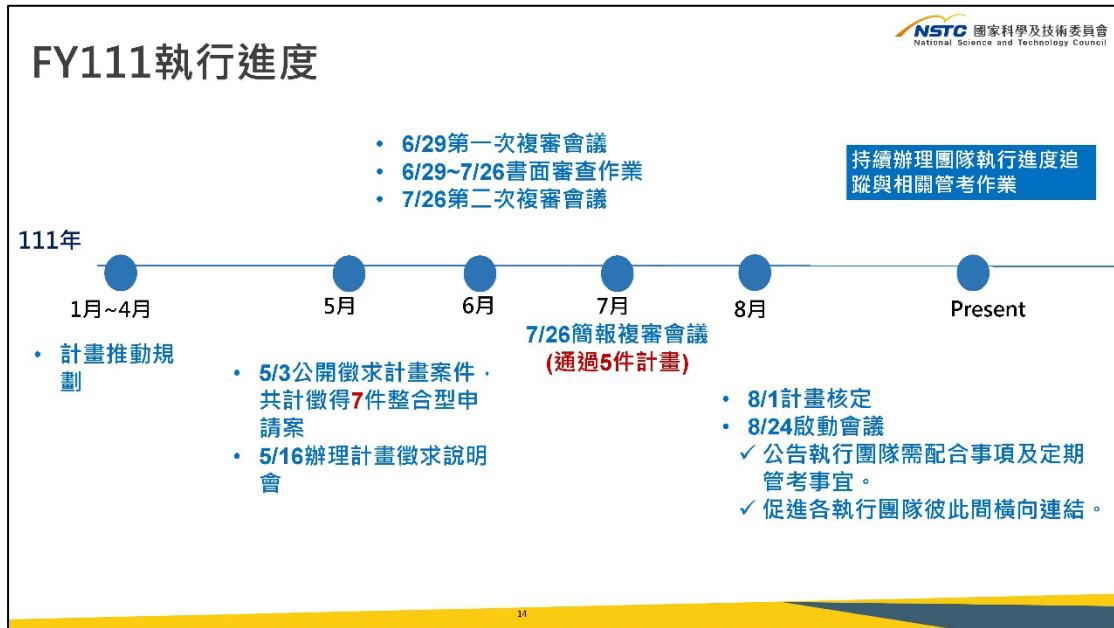 NSTC 國家科學及技術委員會
National Science and Technology Council
FY111執行進度
• 6/29第一次複審會議
• 6/29~7/26書面審查作業
• 7/26第二次複審會議
持續辦理團隊執行進度追
蹤與相關管考作業
111年
1月~4月
5月
6月
7月
8月
Present
• 計畫推動規
劃
• 5/3公開徵求計畫案件，
共計徵得7件整合型申
請案
• 5/16辦理計畫徵求說明
會
7/26簡報複審會議
(通過5件計畫)
• 8/1計畫核定
• 8/24啟動會議
✓ 公告執行團隊需配合事項及定期
管考事宜。
✓ 促進各執行團隊彼此間橫向連結。
14